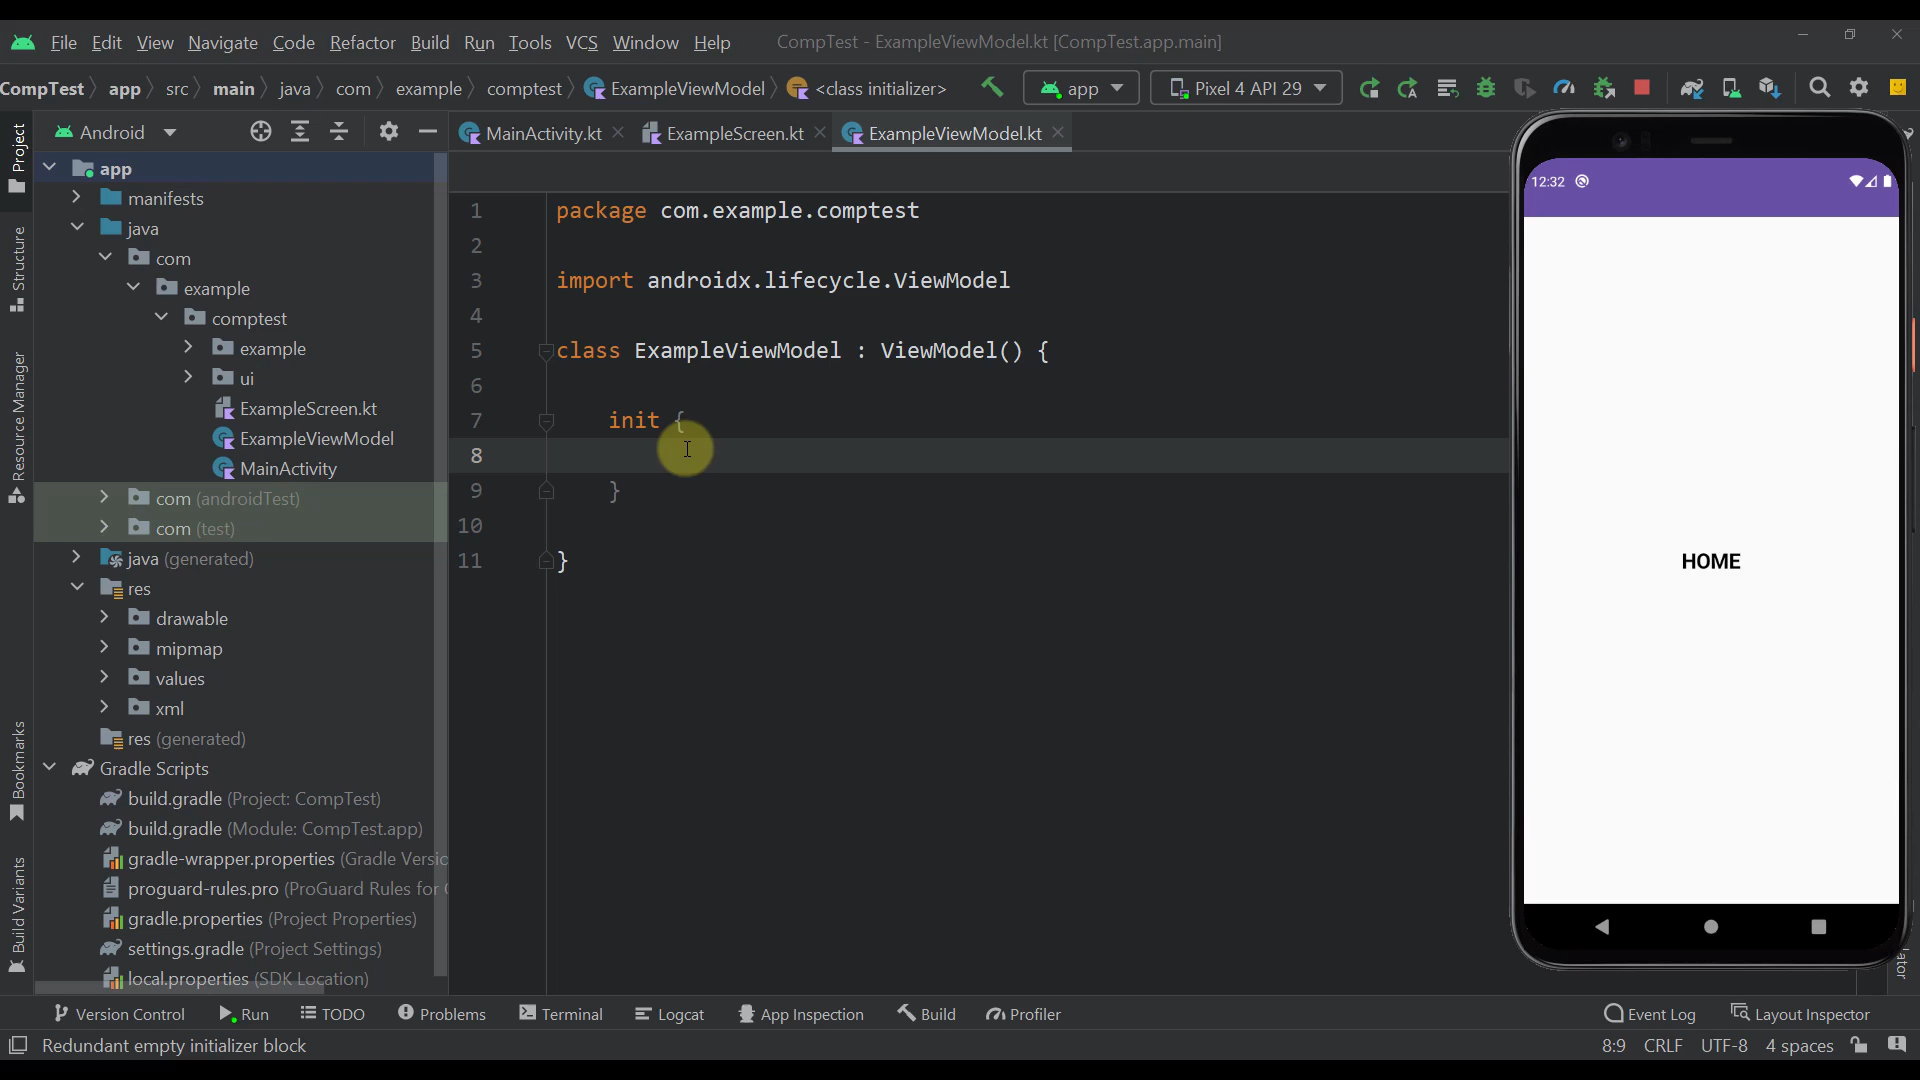 File Edit View Navigate Code Refactor Build Run Tools VCS Window Help CompTest - ExampleViewModel.kt [CompTest.app.main]
CompTest app src main java com example comptest ExampleViewModel <class initializer> app Pixel 4 API 29
Project
Structure
Resource Manager
Bookmarks
Build Variants
Android
app
manifests
java
com
example
comptest
example
ui
ExampleScreen.kt
ExampleViewModel
MainActivity
com (androidTest)
com (test)
java (generated)
res
drawable
mipmap
values
xml
res (generated)
Gradle Scripts
build.gradle (Project: CompTest)
build.gradle (Module: CompTest.app)
gradle-wrapper.properties (Gradle Versio
proguard-rules.pro (ProGuard Rules for
gradle.properties (Project Properties)
settings.gradle (Project Settings)
local.properties (SDK Location)
MainActivity.kt ExampleScreen.kt ExampleViewModel.kt
1 package com.example.comptest
2
3 import androidx.lifecycle.ViewModel
4
5 class ExampleViewModel : ViewModel() {
6
7 init {
8
9 }
10
11 }
12:32
HOME
Version Control Run TODO Problems Terminal Logcat App Inspection Build Profiler Event Log Layout Inspector
Redundant empty initializer block 8:9 CRLF UTF-8 4 spaces